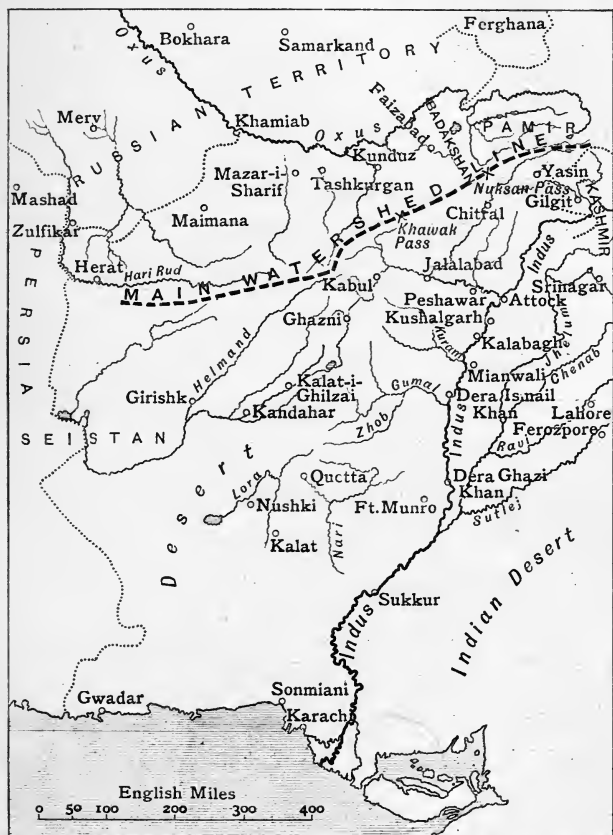 Ferghana
Oxus
Bokhara
Samarkand
RUSSIAN TERRITORY
Merv
Khamiab
Oxus
Faizabad
BADAKSHAN
PAMIR
Kunduz
Mashad
Mazar-i-
Sharif
Tashkurgan
Yasin
Nuksan Pass
Gilgit
KASHMIR
Zulfikar
Maimana
Chitral
Khawak
Pass
Herat
Hari Rud
MAIN WATERSHED LINE
Kabul
Jalalabad
Indus
Srinagar
PERSIA
Peshawar
Attock
Ghazni
Kushalgarh
Kuram
Kalabagh
Jhelum
Chenab
Helmand
Mianwali
Girishk
Kalat-i-
Ghilzai
Gumal
Dera Ismail
Khan
Lahore
Kandahar
Ferozpore
SEISTAN
Zhob
Indus
Ravi
Desert
Lora
Quetta
Dera Ghazi
Khan
Nushki
Ft. Munro
Sutlej
Kalat
Nari
Indian Desert
Sukkur
Indus
Gwadar
Sonmiani
Karachi
English Miles
0 50 100 200 300 400